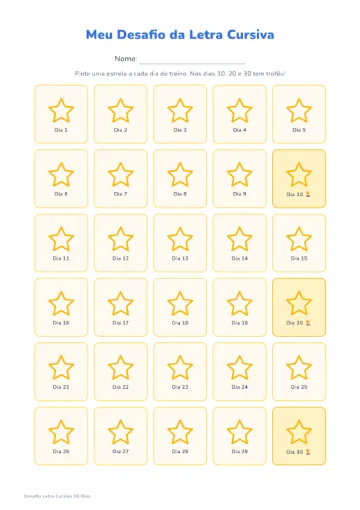 Meu Desafio da Letra Cursiva
Nome:
Pinte uma estrela a cada dia de treino. Nos dias 10, 20 e 30 tem troféu!
Dia 1 Dia 2 Dia 3 Dia 4 Dia 5
Dia 6 Dia 7 Dia 8 Dia 9 Dia 10 🏆
Dia 11 Dia 12 Dia 13 Dia 14 Dia 15
Dia 16 Dia 17 Dia 18 Dia 19 Dia 20 🏆
Dia 21 Dia 22 Dia 23 Dia 24 Dia 25
Dia 26 Dia 27 Dia 28 Dia 29 Dia 30 🏆
Desafio Letra Cursiva 30 Dias